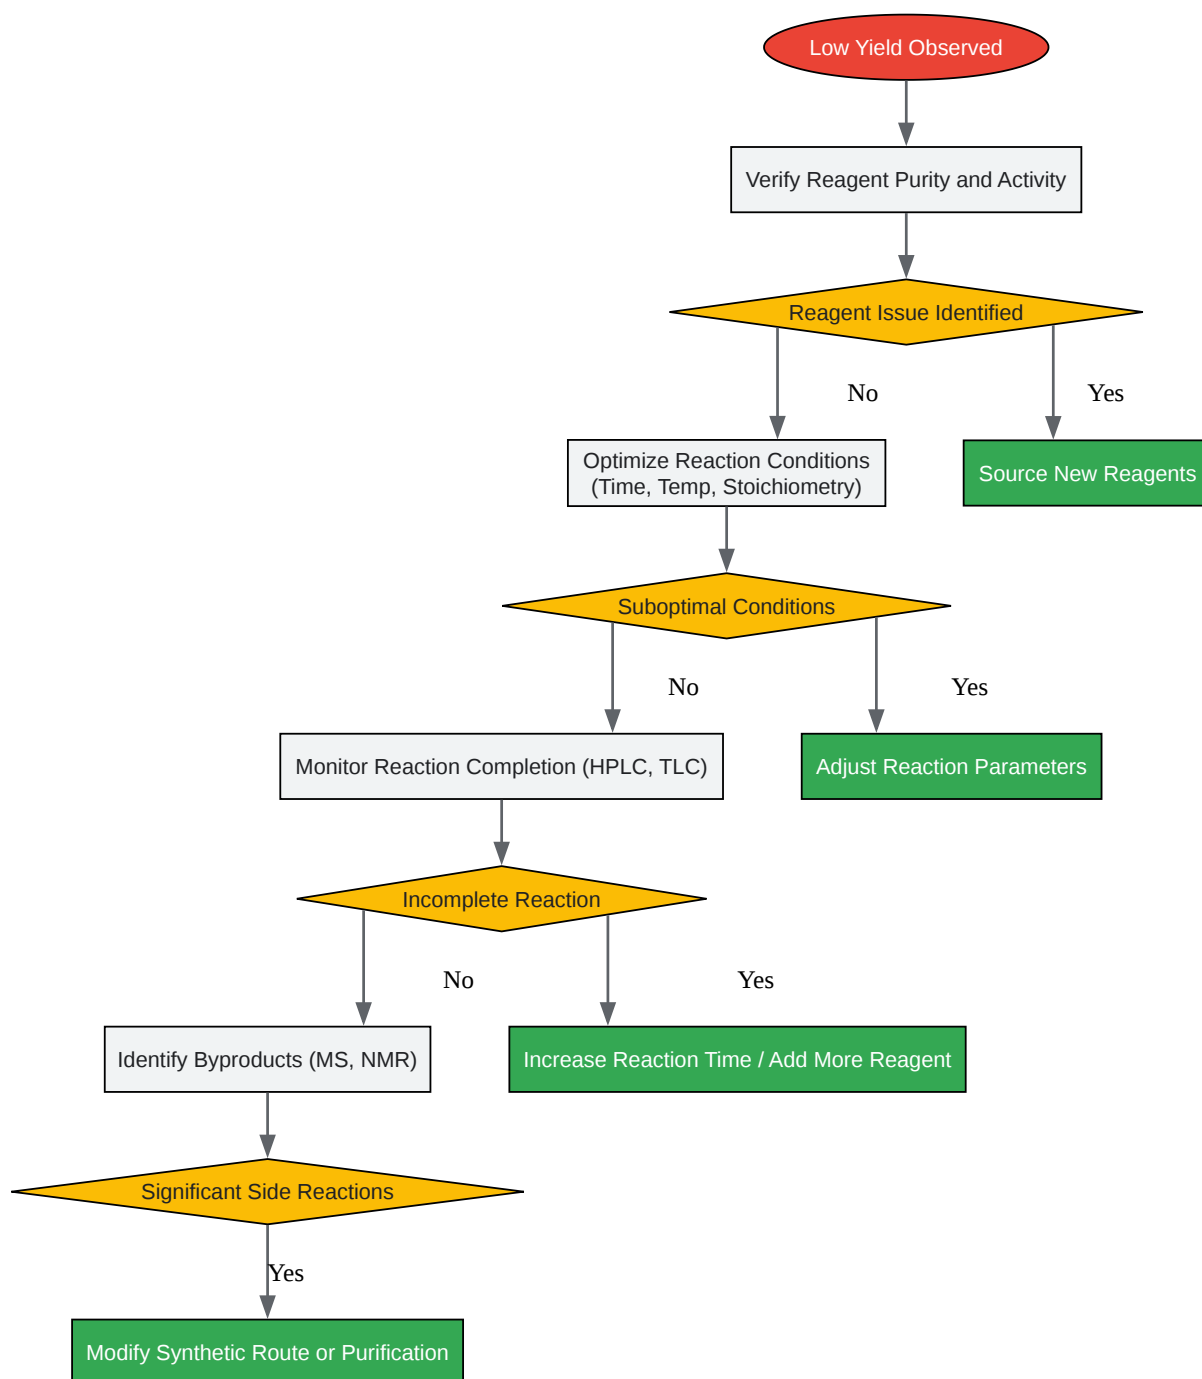 Low Yield Observed
Verify Reagent Purity and Activity
Reagent Issue Identified
No
Yes
Optimize Reaction Conditions
(Time, Temp, Stoichiometry)
Source New Reagents
Suboptimal Conditions
No
Yes
Monitor Reaction Completion (HPLC, TLC)
Adjust Reaction Parameters
Incomplete Reaction
No
Yes
Identify Byproducts (MS, NMR)
Increase Reaction Time / Add More Reagent
Significant Side Reactions
Yes
Modify Synthetic Route or Purification